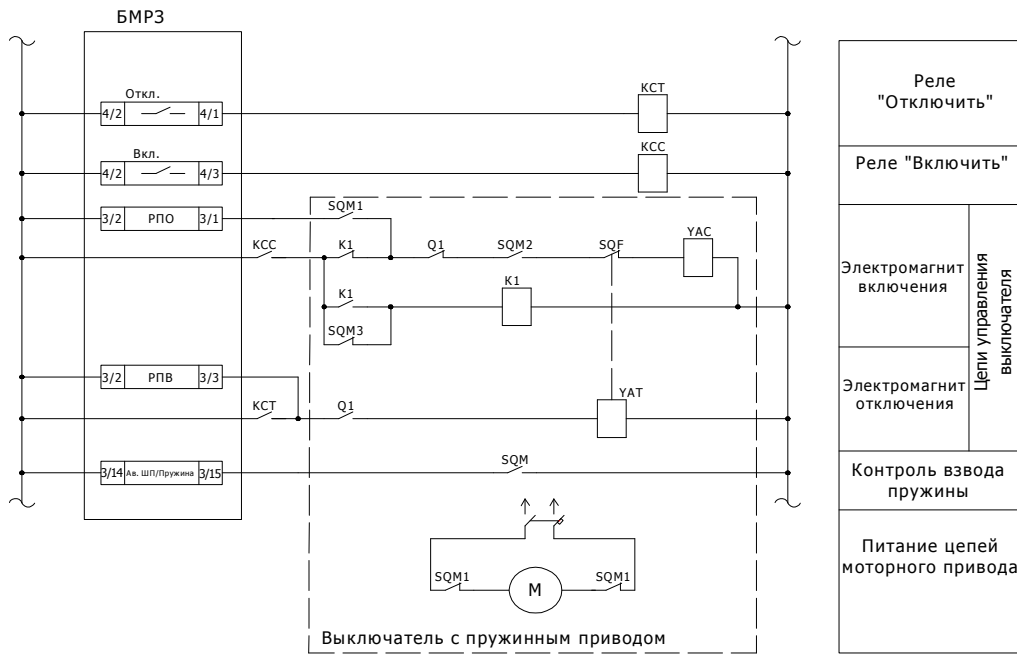 БМРЗ
Откл.
4/2
4/1
КСТ
Реле
"Отключить"
Вкл.
4/2
4/3
КСС
Реле "Включить"
3/2
РПО
3/1
SQM1
КСС
К1
Q1
SQM2
SQF
YAC
К1
К1
SQM3
Электромагнит
включения
Цепи управления
выключателя
3/2
РПВ
3/3
КСТ
Q1
YAT
Электромагнит
отключения
3/14
Ав. ШП/Пружина
3/15
SQM
Контроль взвода
пружины
SQM1
М
SQM1
Питание цепей
моторного привода
Выключатель с пружинным приводом